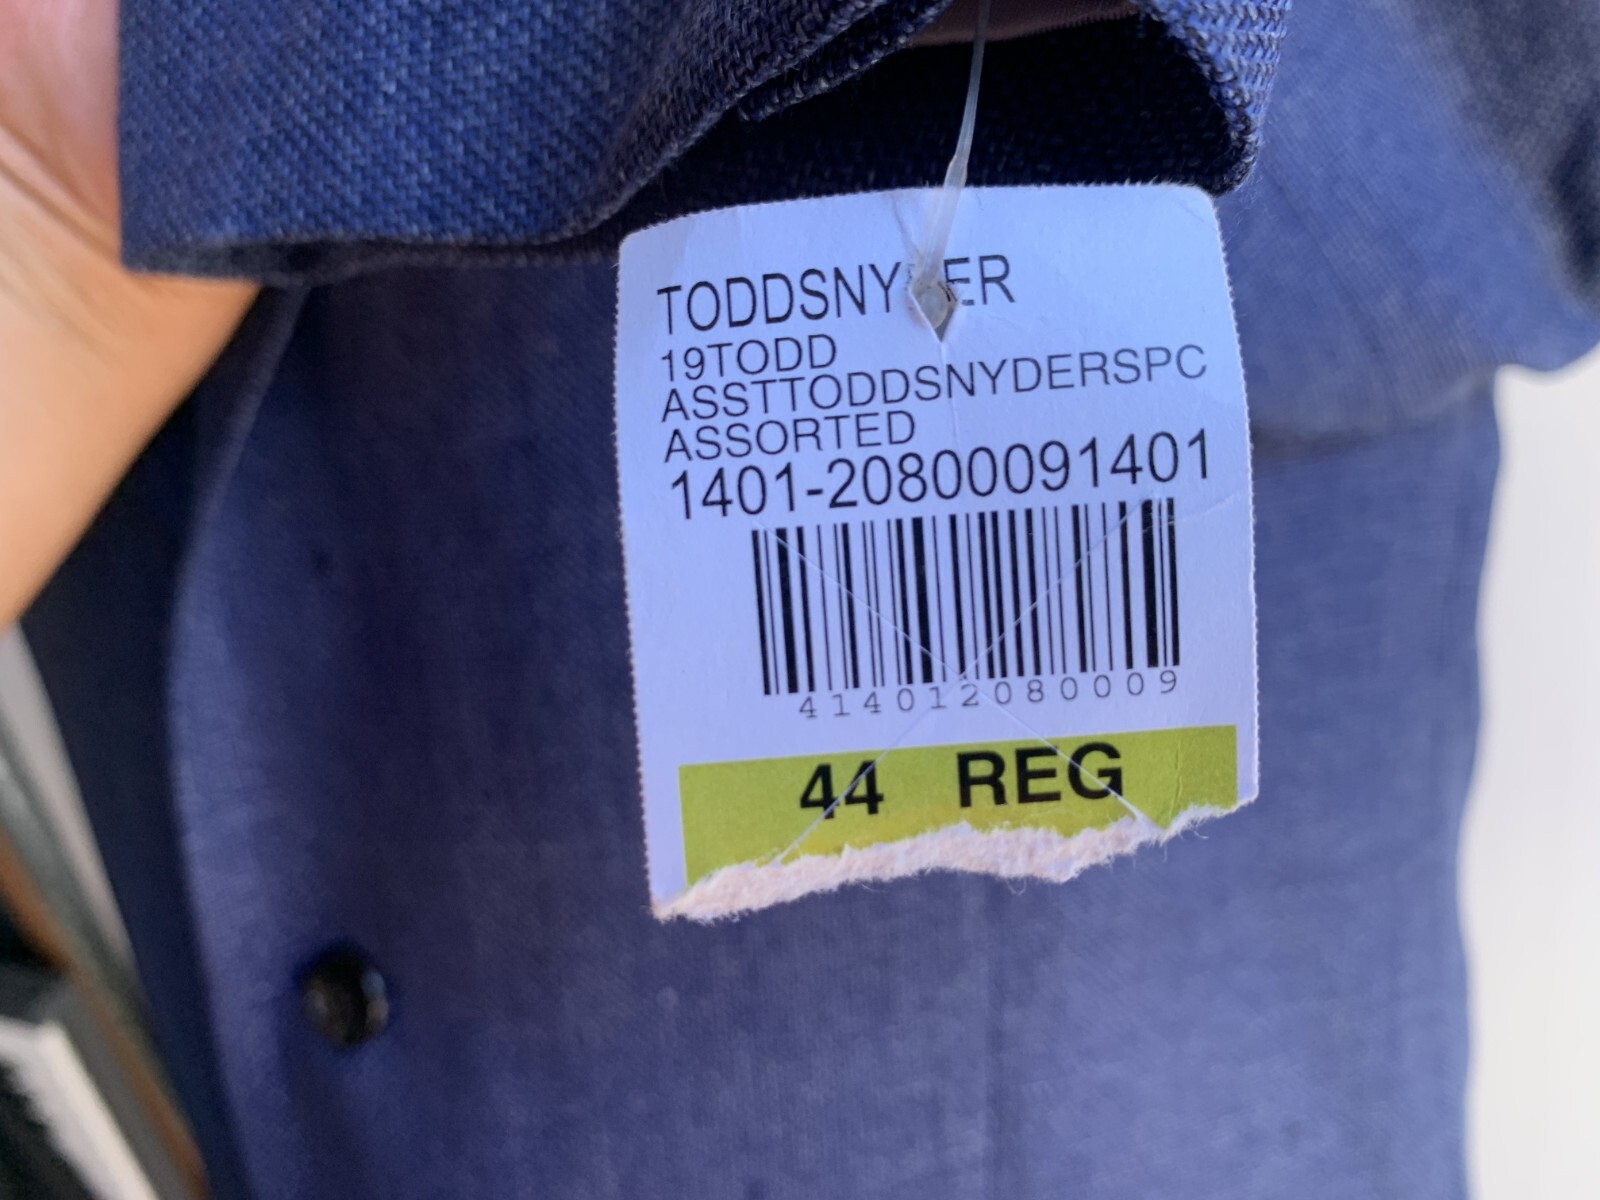 TODDSNYDER
19TODD
ASSTTODDSNYDERSPC
ASSORTED
1401-20800091401
414012080009
44 REG